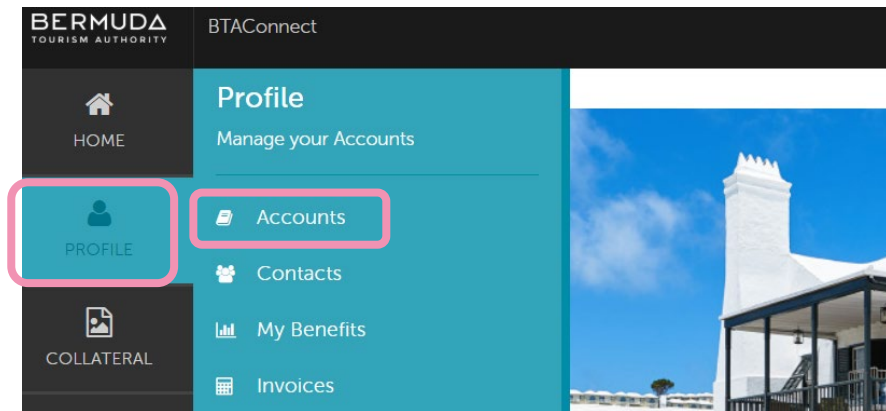 BERMUDA
TOURISM AUTHORITY
BTAConnect
HOME
PROFILE
COLLATERAL
Profile
Manage your Accounts
Accounts
Contacts
My Benefits
Invoices